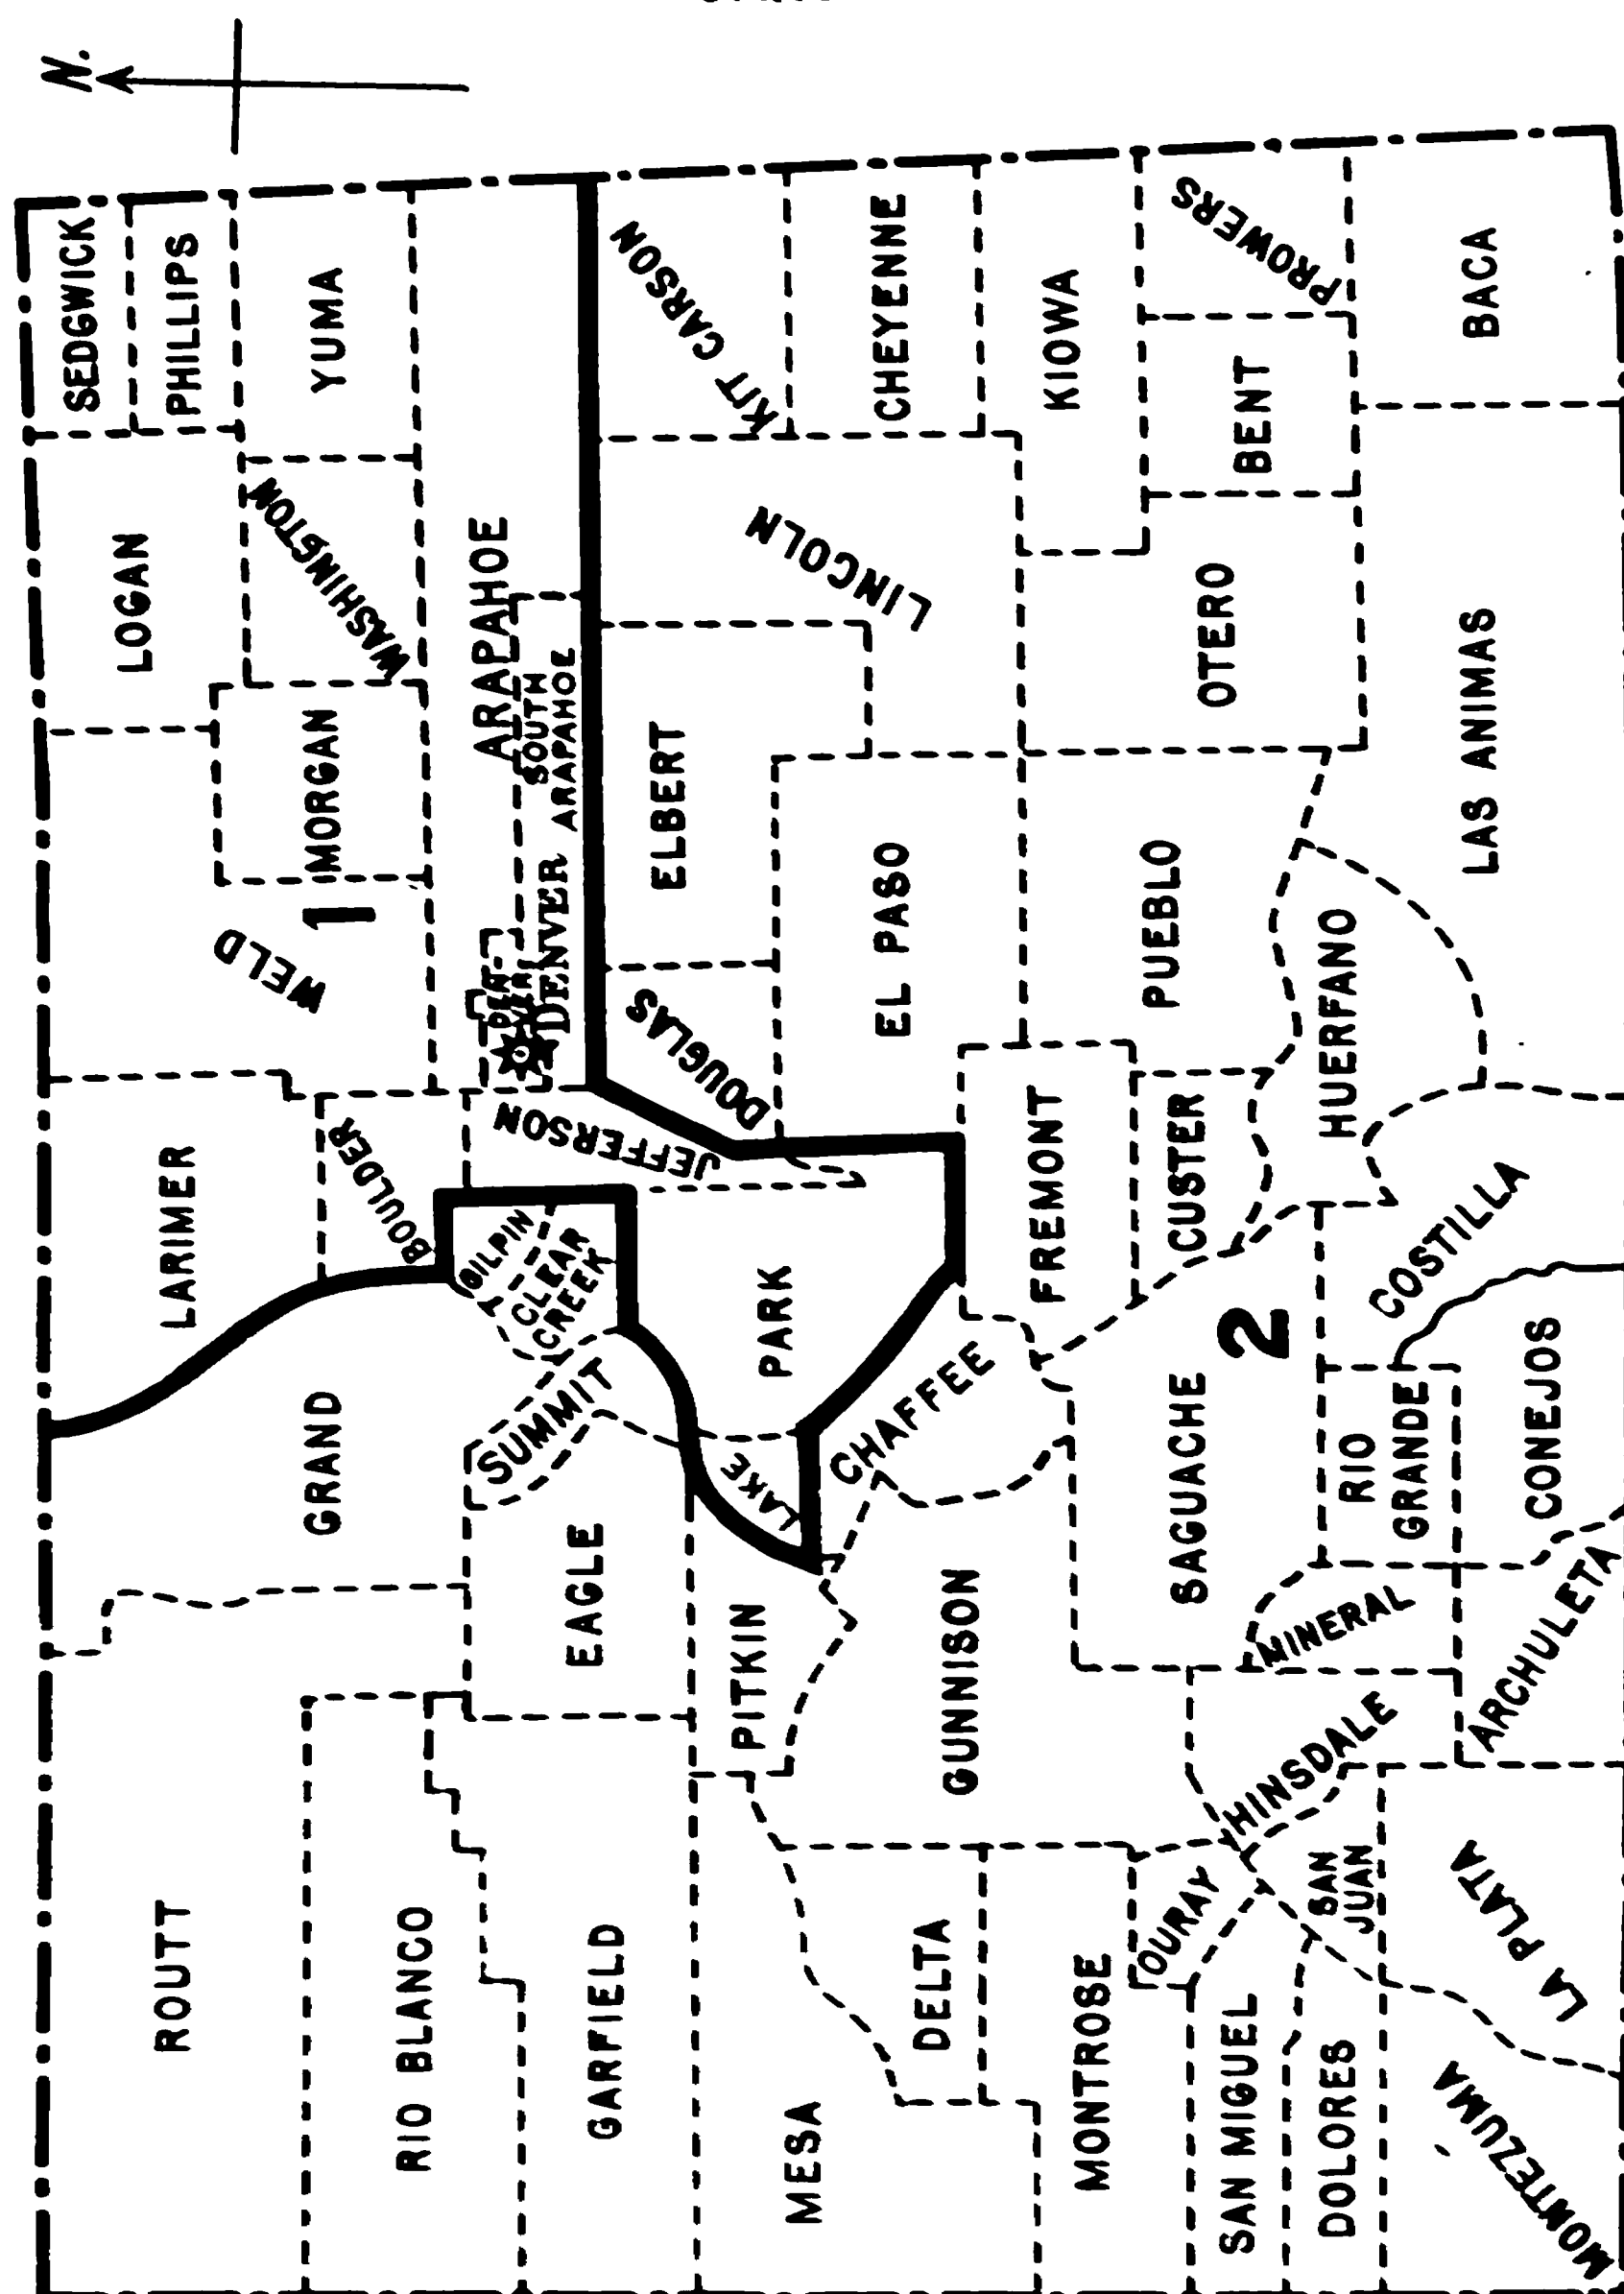 N.
SEDGWICK
PHILLIPS
YUMA
LOGAN
WASHINGTON
MORGAN
WELD
1
ARAPAHOE
SOUTH
ARAPAHOE
DENVER
LARIMER
BOULDER
JEFFERSON
GILPIN
CLEAR
CREEK
PARK
LAKE
KIT CARSON
CHEYENNE
KIOWA
PROWERS
BENT
BACA
LINCOLN
OTERO
ELBERT
EL PASO
DOUGLAS
PUEBLO
LAS ANIMAS
HUERFANO
FREMONT
CUSTER
COSTILLA
2
CHAFFEE
SAGUACHE
RIO
GRANDE
CONEJOS
GRAND
SUMMIT
EAGLE
PITKIN
GUNNISON
MINERAL
ARCHULETA
HINSDALE
ROUTT
RIO BLANCO
GARFIELD
MESA
DELTA
MONTROSE
OURAY
SAN
JUAN
SAN MIGUEL
DOLORES
LA PLATA
MONTEZUMA